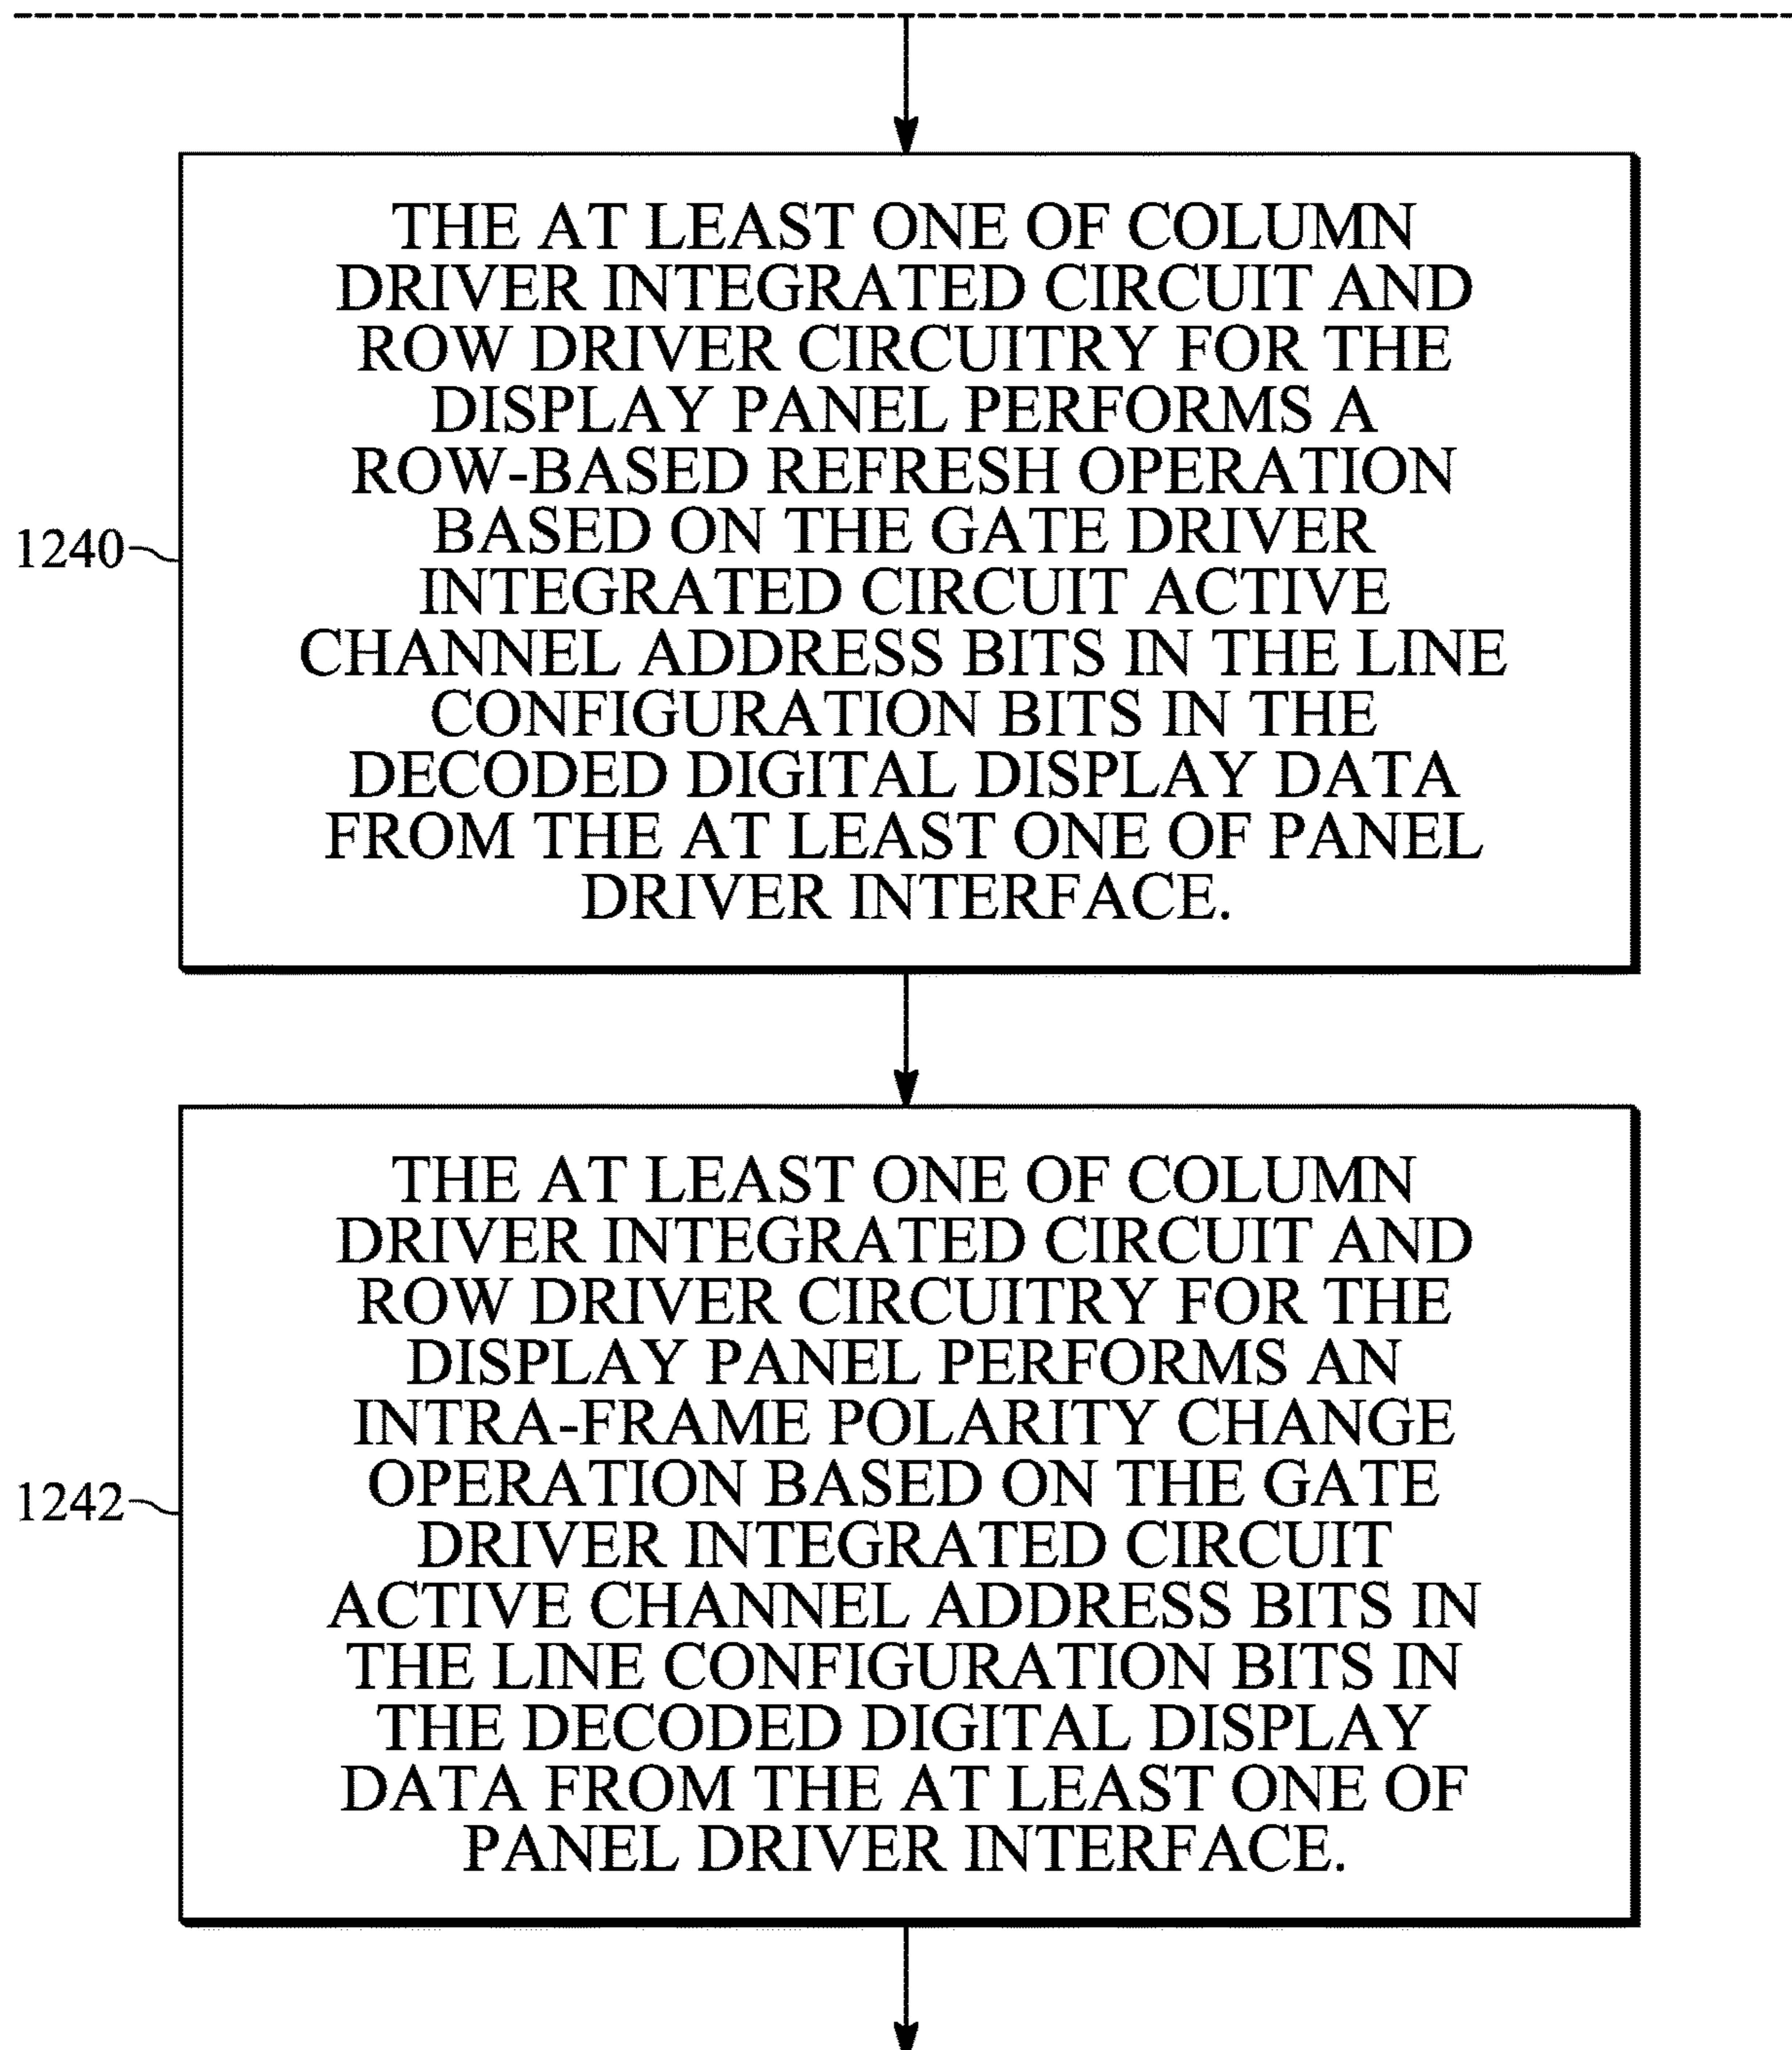 THE AT LEAST ONE OF COLUMN
DRIVER INTEGRATED CIRCUIT AND
ROW DRIVER CIRCUITRY FOR THE
DISPLAY PANEL PERFORMS A
ROW-BASED REFRESH OPERATION
BASED ON THE GATE DRIVER
1240
INTEGRATED CIRCUIT ACTIVE
CHANNEL ADDRESS BITS IN THE LINE
CONFIGURATION BITS IN THE
DECODED DIGITAL DISPLAY DATA
FROM THE AT LEAST ONE OF PANEL
DRIVER INTERFACE.
THE AT LEAST ONE OF COLUMN
DRIVER INTEGRATED CIRCUIT AND
ROW DRIVER CIRCUITRY FOR THE
DISPLAY PANEL PERFORMS AN
INTRA-FRAME POLARITY CHANGE
OPERATION BASED ON THE GATE
1242
DRIVER INTEGRATED CIRCUIT
ACTIVE CHANNEL ADDRESS BITS IN
THE LINE CONFIGURATION BITS IN
THE DECODED DIGITAL DISPLAY
DATA FROM THE AT LEAST ONE OF
PANEL DRIVER INTERFACE.